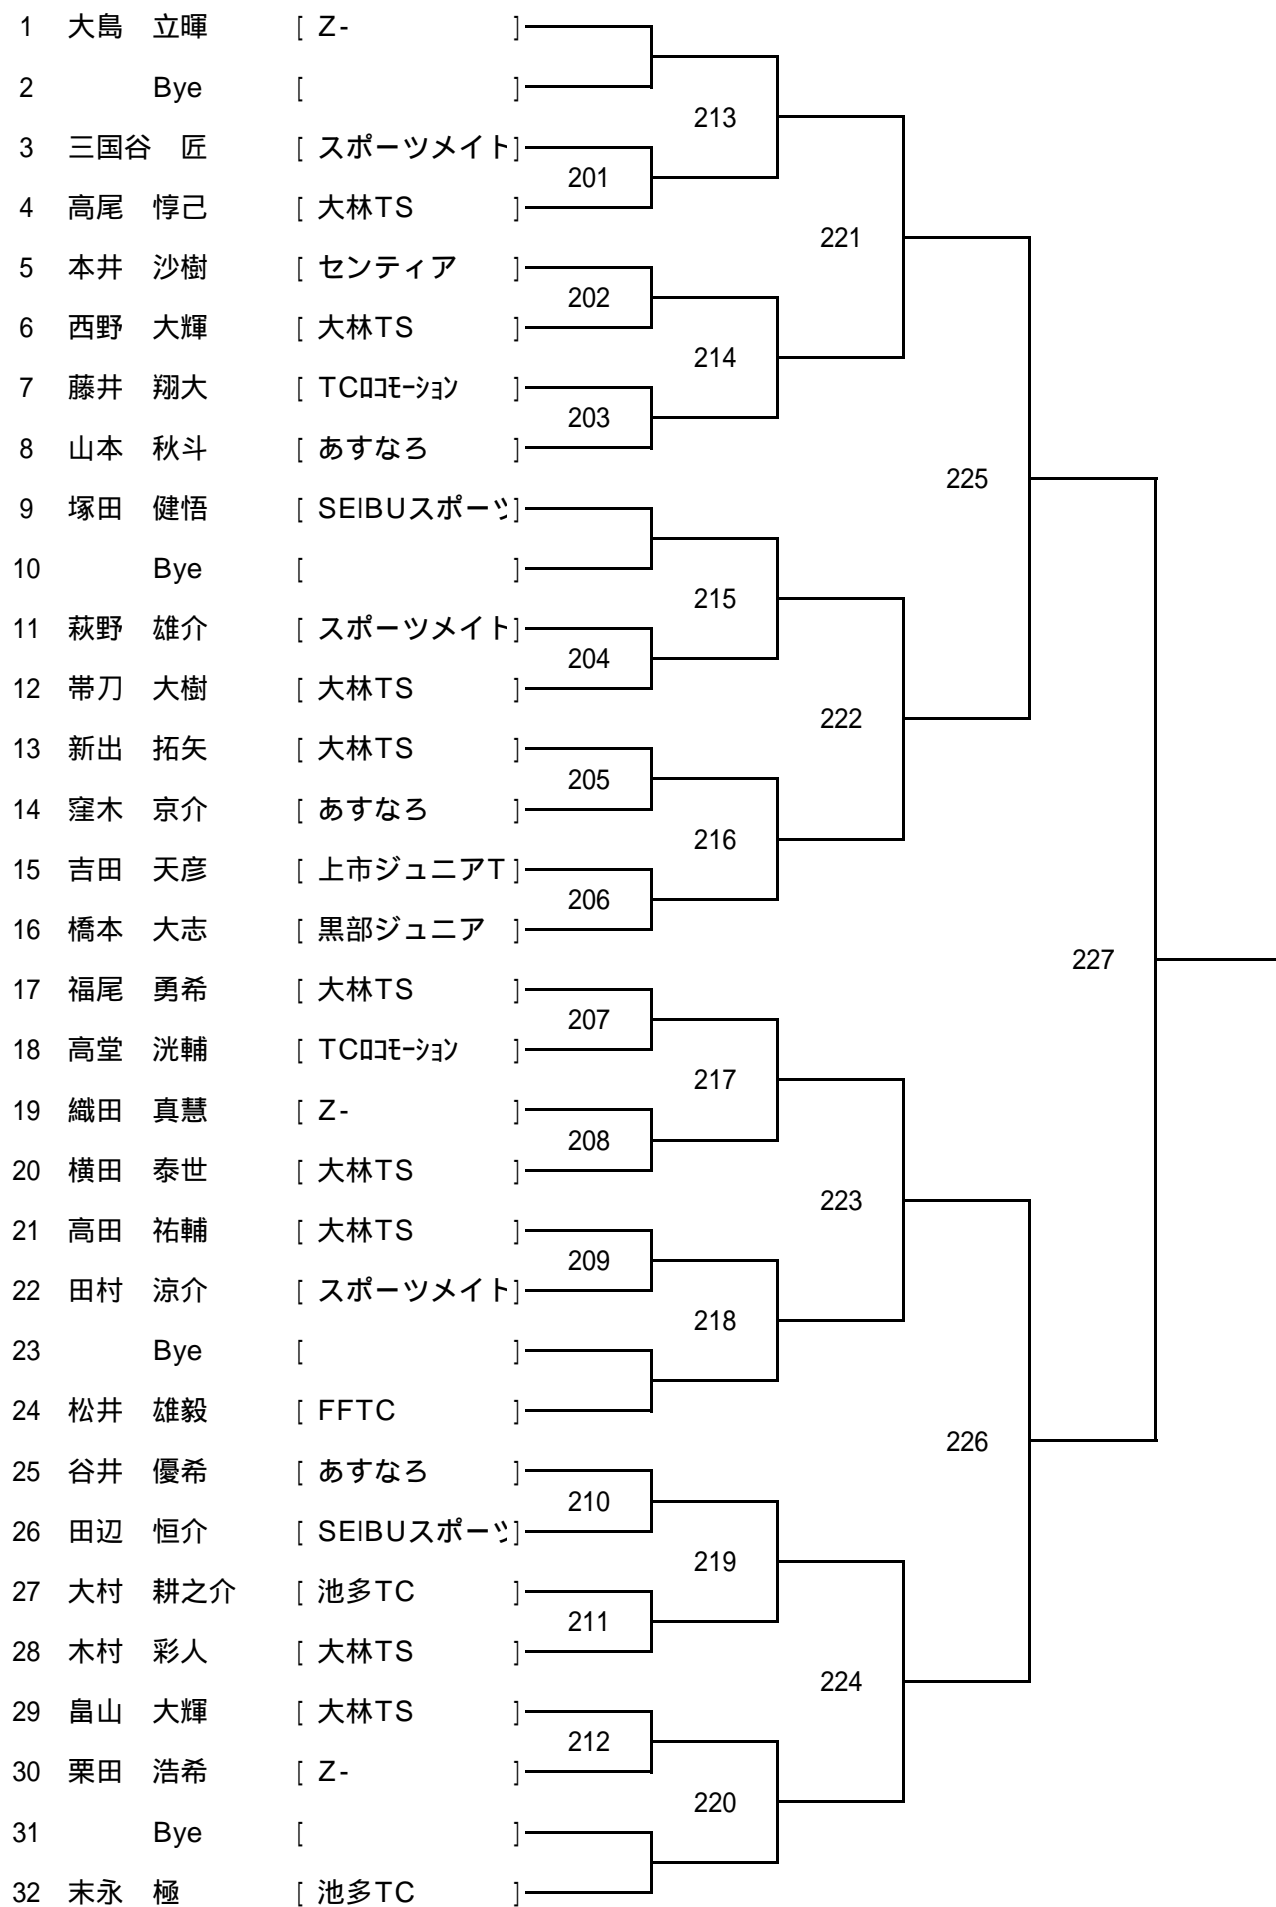 1 大島 立暉 [ Z- ]
2 Bye [ ]
213
3 三国谷 匠 [ スポーツメイト]
201
4 高尾 惇己 [ 大林TS ]
221
5 本井 沙樹 [ センティア ]
202
6 西野 大輝 [ 大林TS ]
214
7 藤井 翔大 [ TCﾛｺﾓｰｼｮﾝ ]
203
8 山本 秋斗 [ あすなろ ]
225
9 塚田 健悟 [ SEIBUスポーツ]
10 Bye [ ]
215
11 萩野 雄介 [ スポーツメイト]
204
12 帯刀 大樹 [ 大林TS ]
222
13 新出 拓矢 [ 大林TS ]
205
14 窪木 京介 [ あすなろ ]
216
15 吉田 天彦 [ 上市ジュニアT ]
206
16 橋本 大志 [ 黒部ジュニア ]
227
17 福尾 勇希 [ 大林TS ]
207
18 高堂 洸輔 [ TCﾛｺﾓｰｼｮﾝ ]
217
19 織田 真慧 [ Z- ]
208
20 横田 泰世 [ 大林TS ]
223
21 高田 祐輔 [ 大林TS ]
209
22 田村 涼介 [ スポーツメイト]
218
23 Bye [ ]
24 松井 雄毅 [ FFTC ]
226
25 谷井 優希 [ あすなろ ]
210
26 田辺 恒介 [ SEIBUスポーツ]
219
27 大村 耕之介 [ 池多TC ]
211
28 木村 彩人 [ 大林TS ]
224
29 畠山 大輝 [ 大林TS ]
212
30 栗田 浩希 [ Z- ]
220
31 Bye [ ]
32 末永 極 [ 池多TC ]